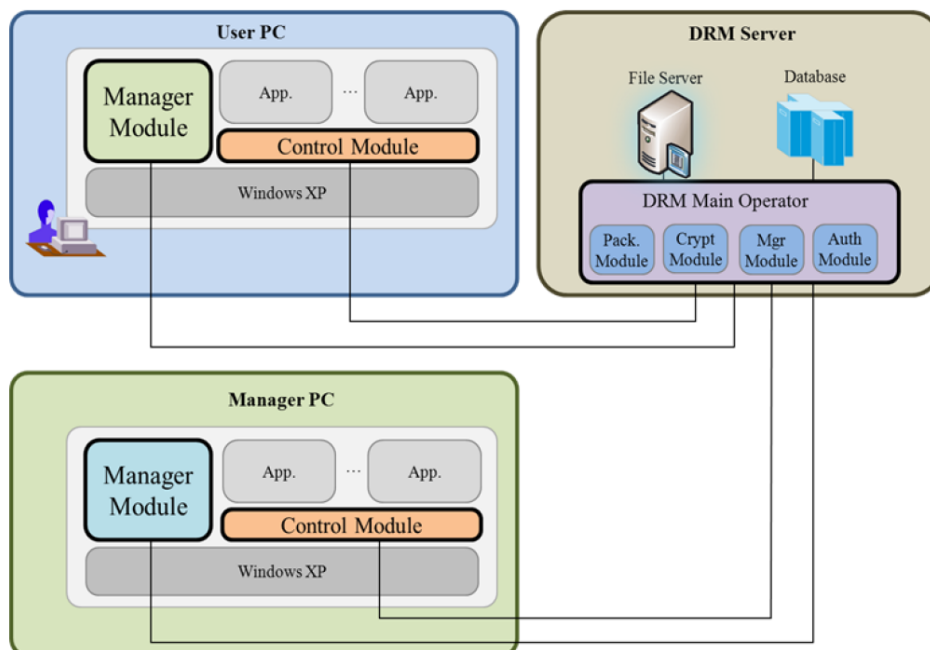 User PC
Manager
Module
App.
...
App.
Control Module
Windows XP
DRM Server
File Server
Database
DRM Main Operator
Pack.
Module
Crypt
Module
Mgr
Module
Auth
Module
Manager PC
Manager
Module
App.
...
App.
Control Module
Windows XP